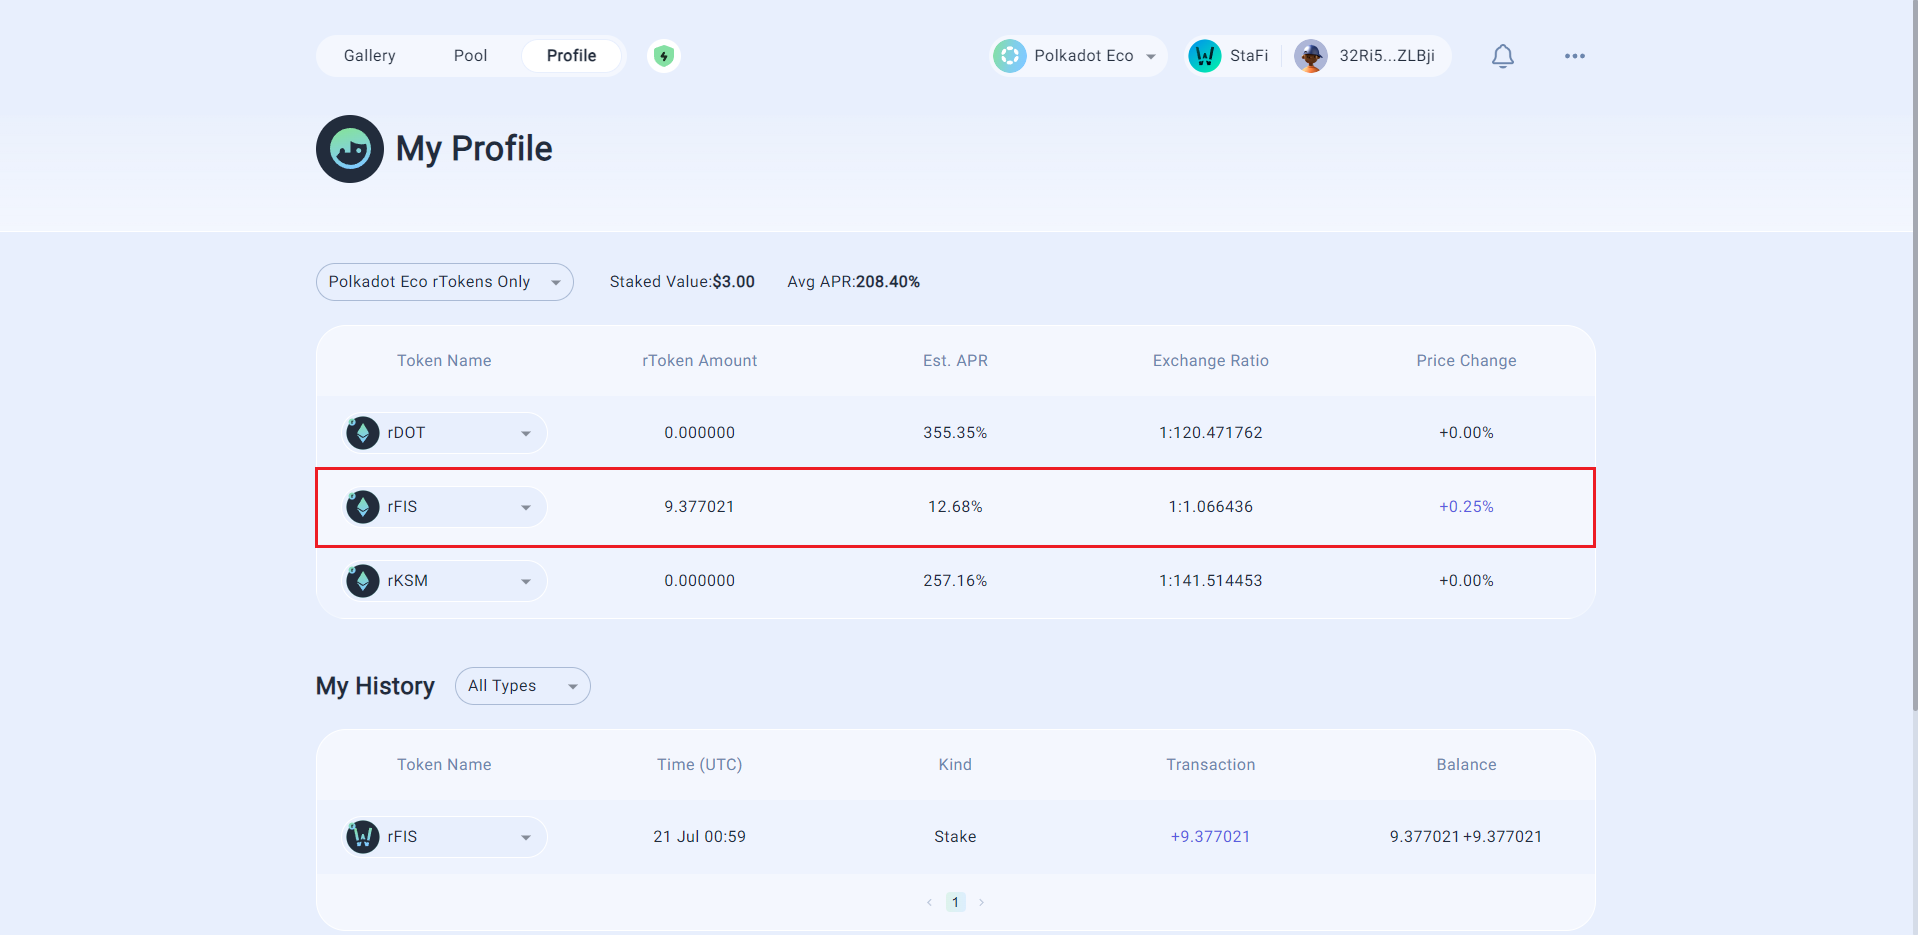 Gallery Pool Profile Polkadot Eco StaFi 32Ri5...ZLBji
My Profile
Polkadot Eco rTokens Only Staked Value:$3.00 Avg APR:208.40%
Token Name rToken Amount Est. APR Exchange Ratio Price Change
rDOT 0.000000 355.35% 1:120.471762 +0.00%
rFIS 9.377021 12.68% 1:1.066436 +0.25%
rKSM 0.000000 257.16% 1:141.514453 +0.00%
My History All Types
Token Name Time (UTC) Kind Transaction Balance
rFIS 21 Jul 00:59 Stake +9.377021 9.377021+9.377021
1